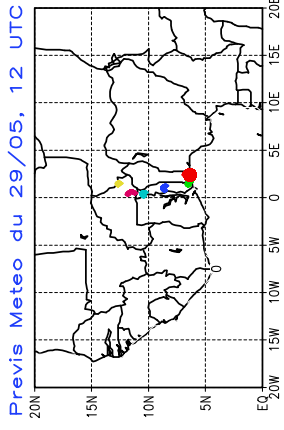 Previs Meteo du 29/05, 12 UTC
20E
15E
10E
5E
0
5W
10W
15W
20W
20N
15N
10N
5N
EQ
0